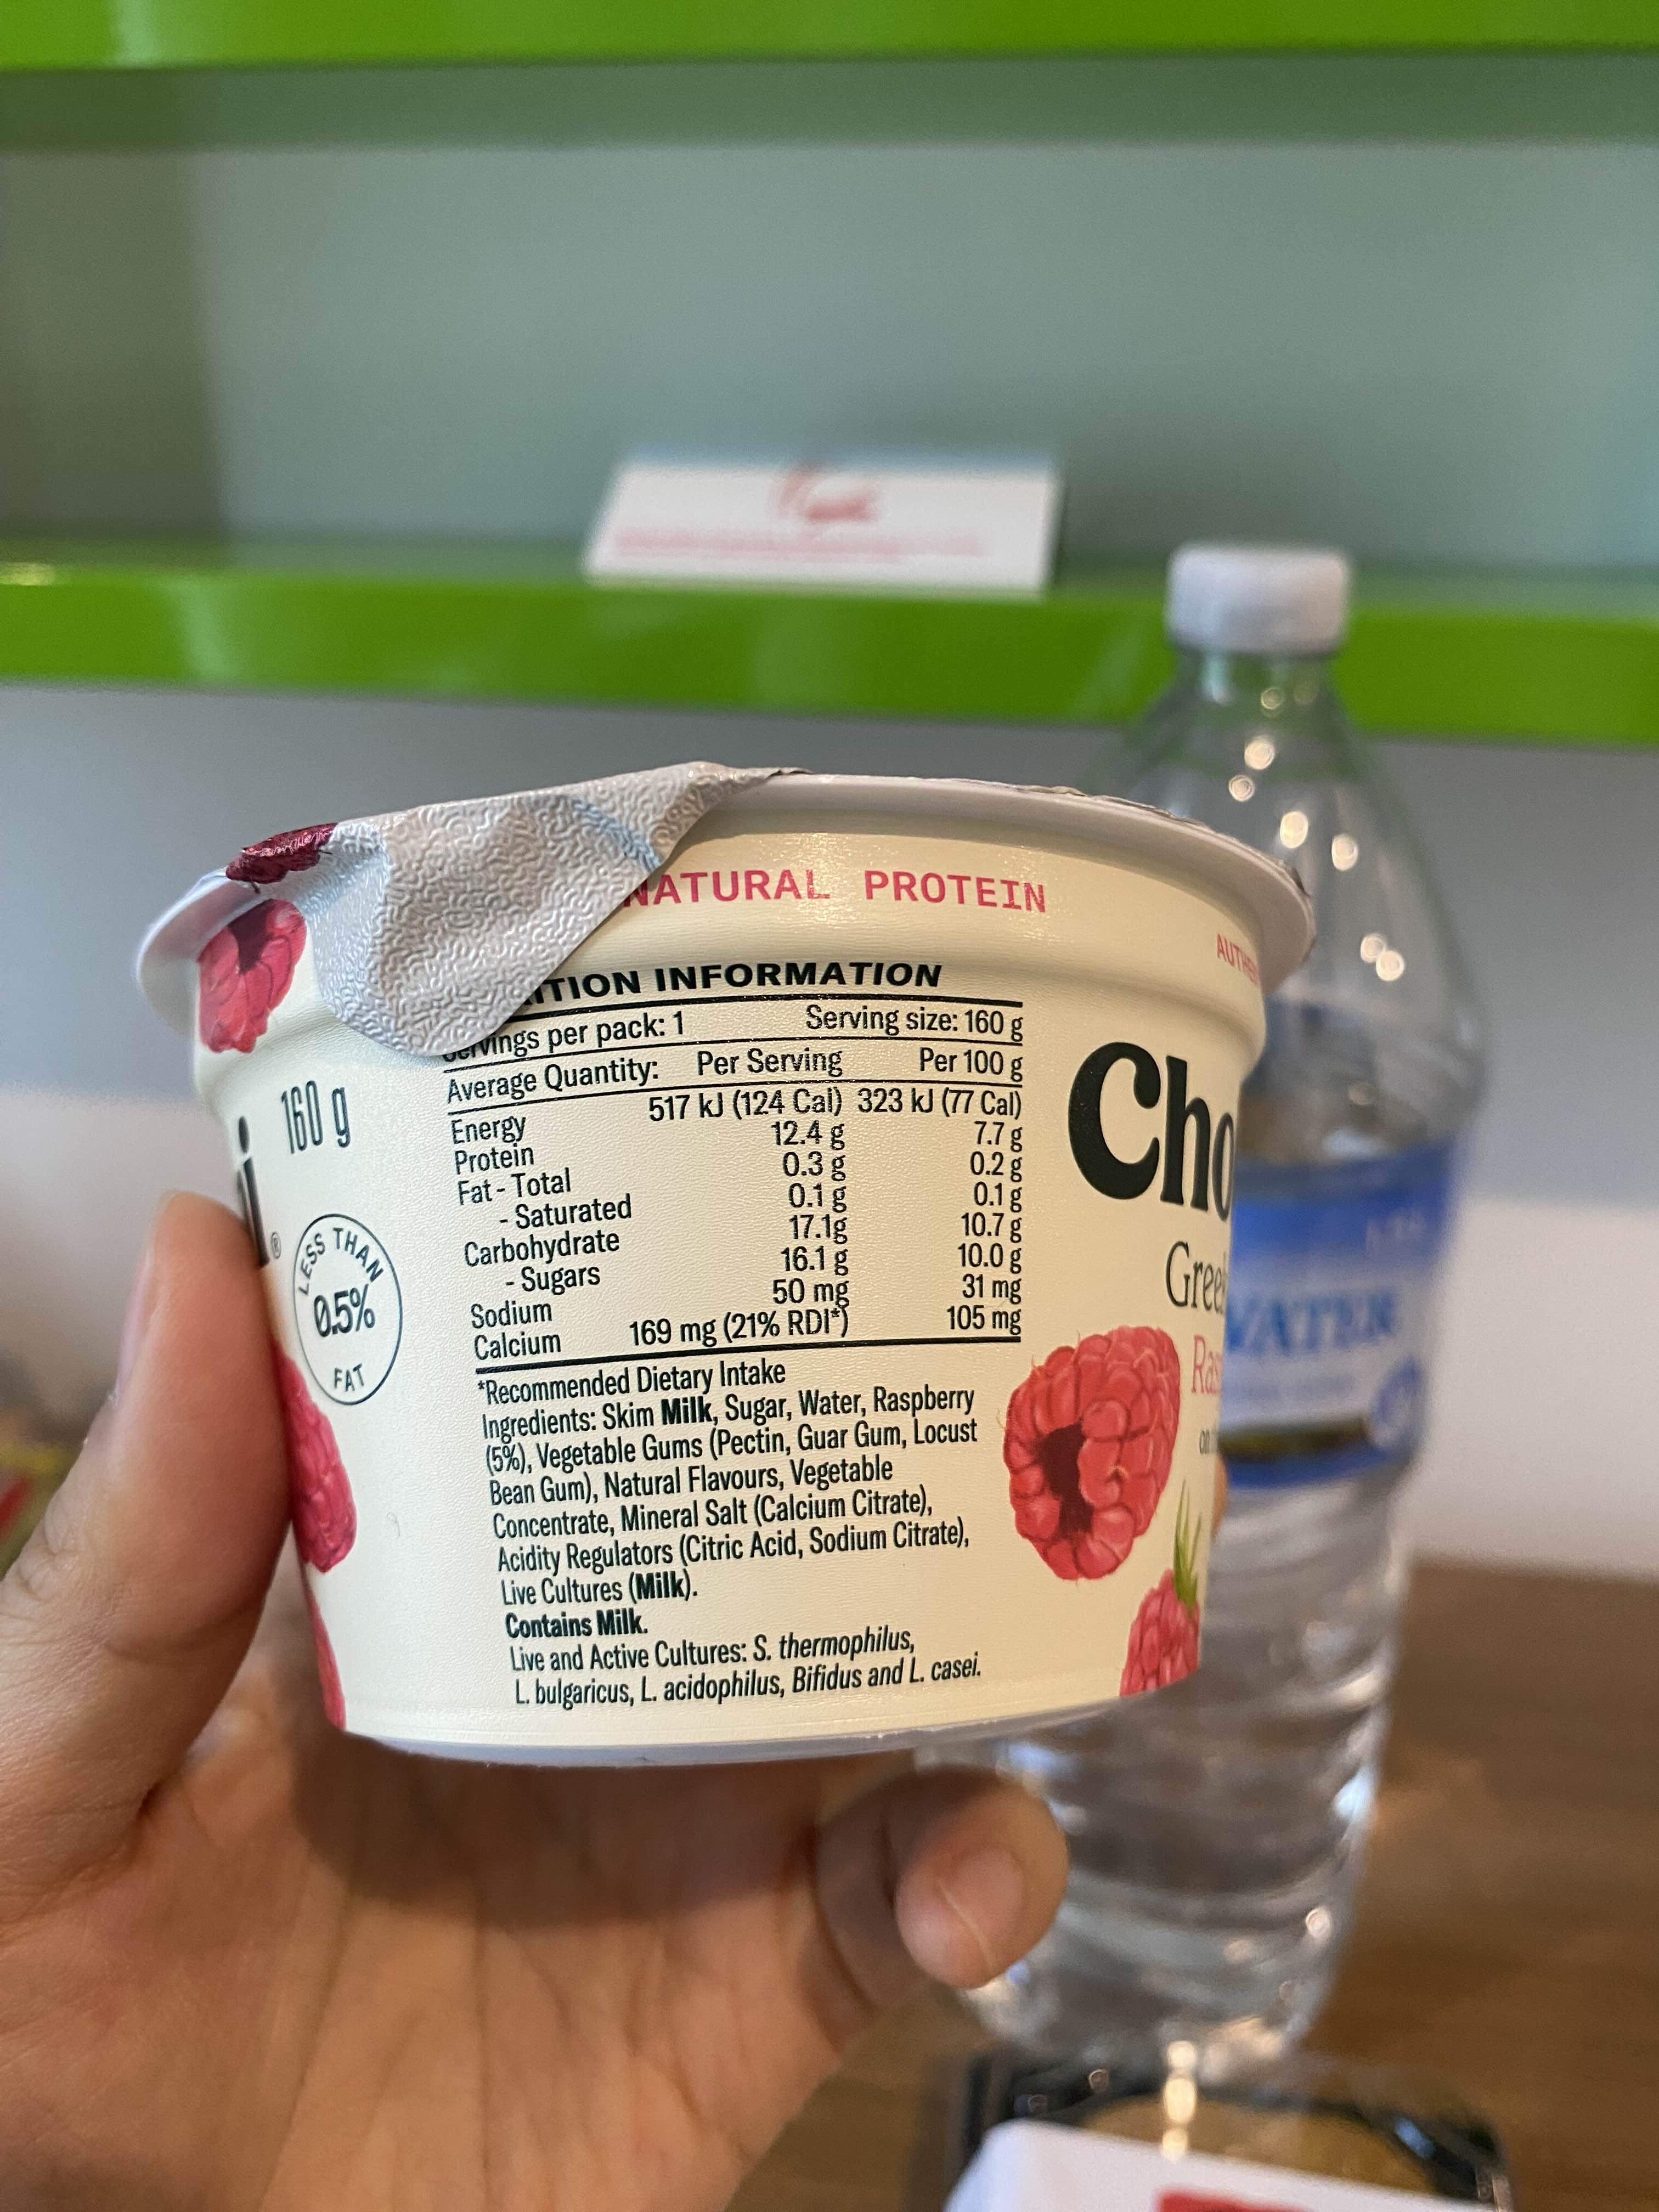 NATURAL PROTEIN
INFORMATION
per pack: 1 Serving size: 160 g
Average Quantity: Per Serving Per 100 g
Energy 517 kJ (124 Cal) 323 kJ (77 Cal)
Protein 12.4 g 7.7 g
Fat - Total 0.3 g 0.2 g
- Saturated 0.1 g 0.1 g
Carbohydrate 17.1g 10.7 g
- Sugars 16.1 g 10.0 g
Sodium 50 mg 31 mg
Calcium 169 mg (21% RDI*) 105 mg
*Recommended Dietary Intake
Ingredients: Skim Milk, Sugar, Water, Raspberry
(5%), Vegetable Gums (Pectin, Guar Gum, Locust
Bean Gum), Natural Flavours, Vegetable
Concentrate, Mineral Salt (Calcium Citrate),
Acidity Regulators (Citric Acid, Sodium Citrate),
Live Cultures (Milk).
Contains Milk.
Live and Active Cultures: S. thermophilus,
L. bulgaricus, L. acidophilus, Bifidus and L. casei.
160 g
LESS THAN
0.5%
FAT
Cho
Gree
Ras
WATER